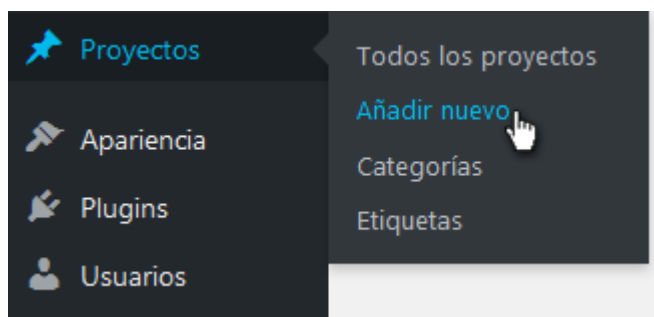 Proyectos
Apariencia
Plugins
Usuarios
Todos los proyectos
Añadir nuevo
Categorías
Etiquetas